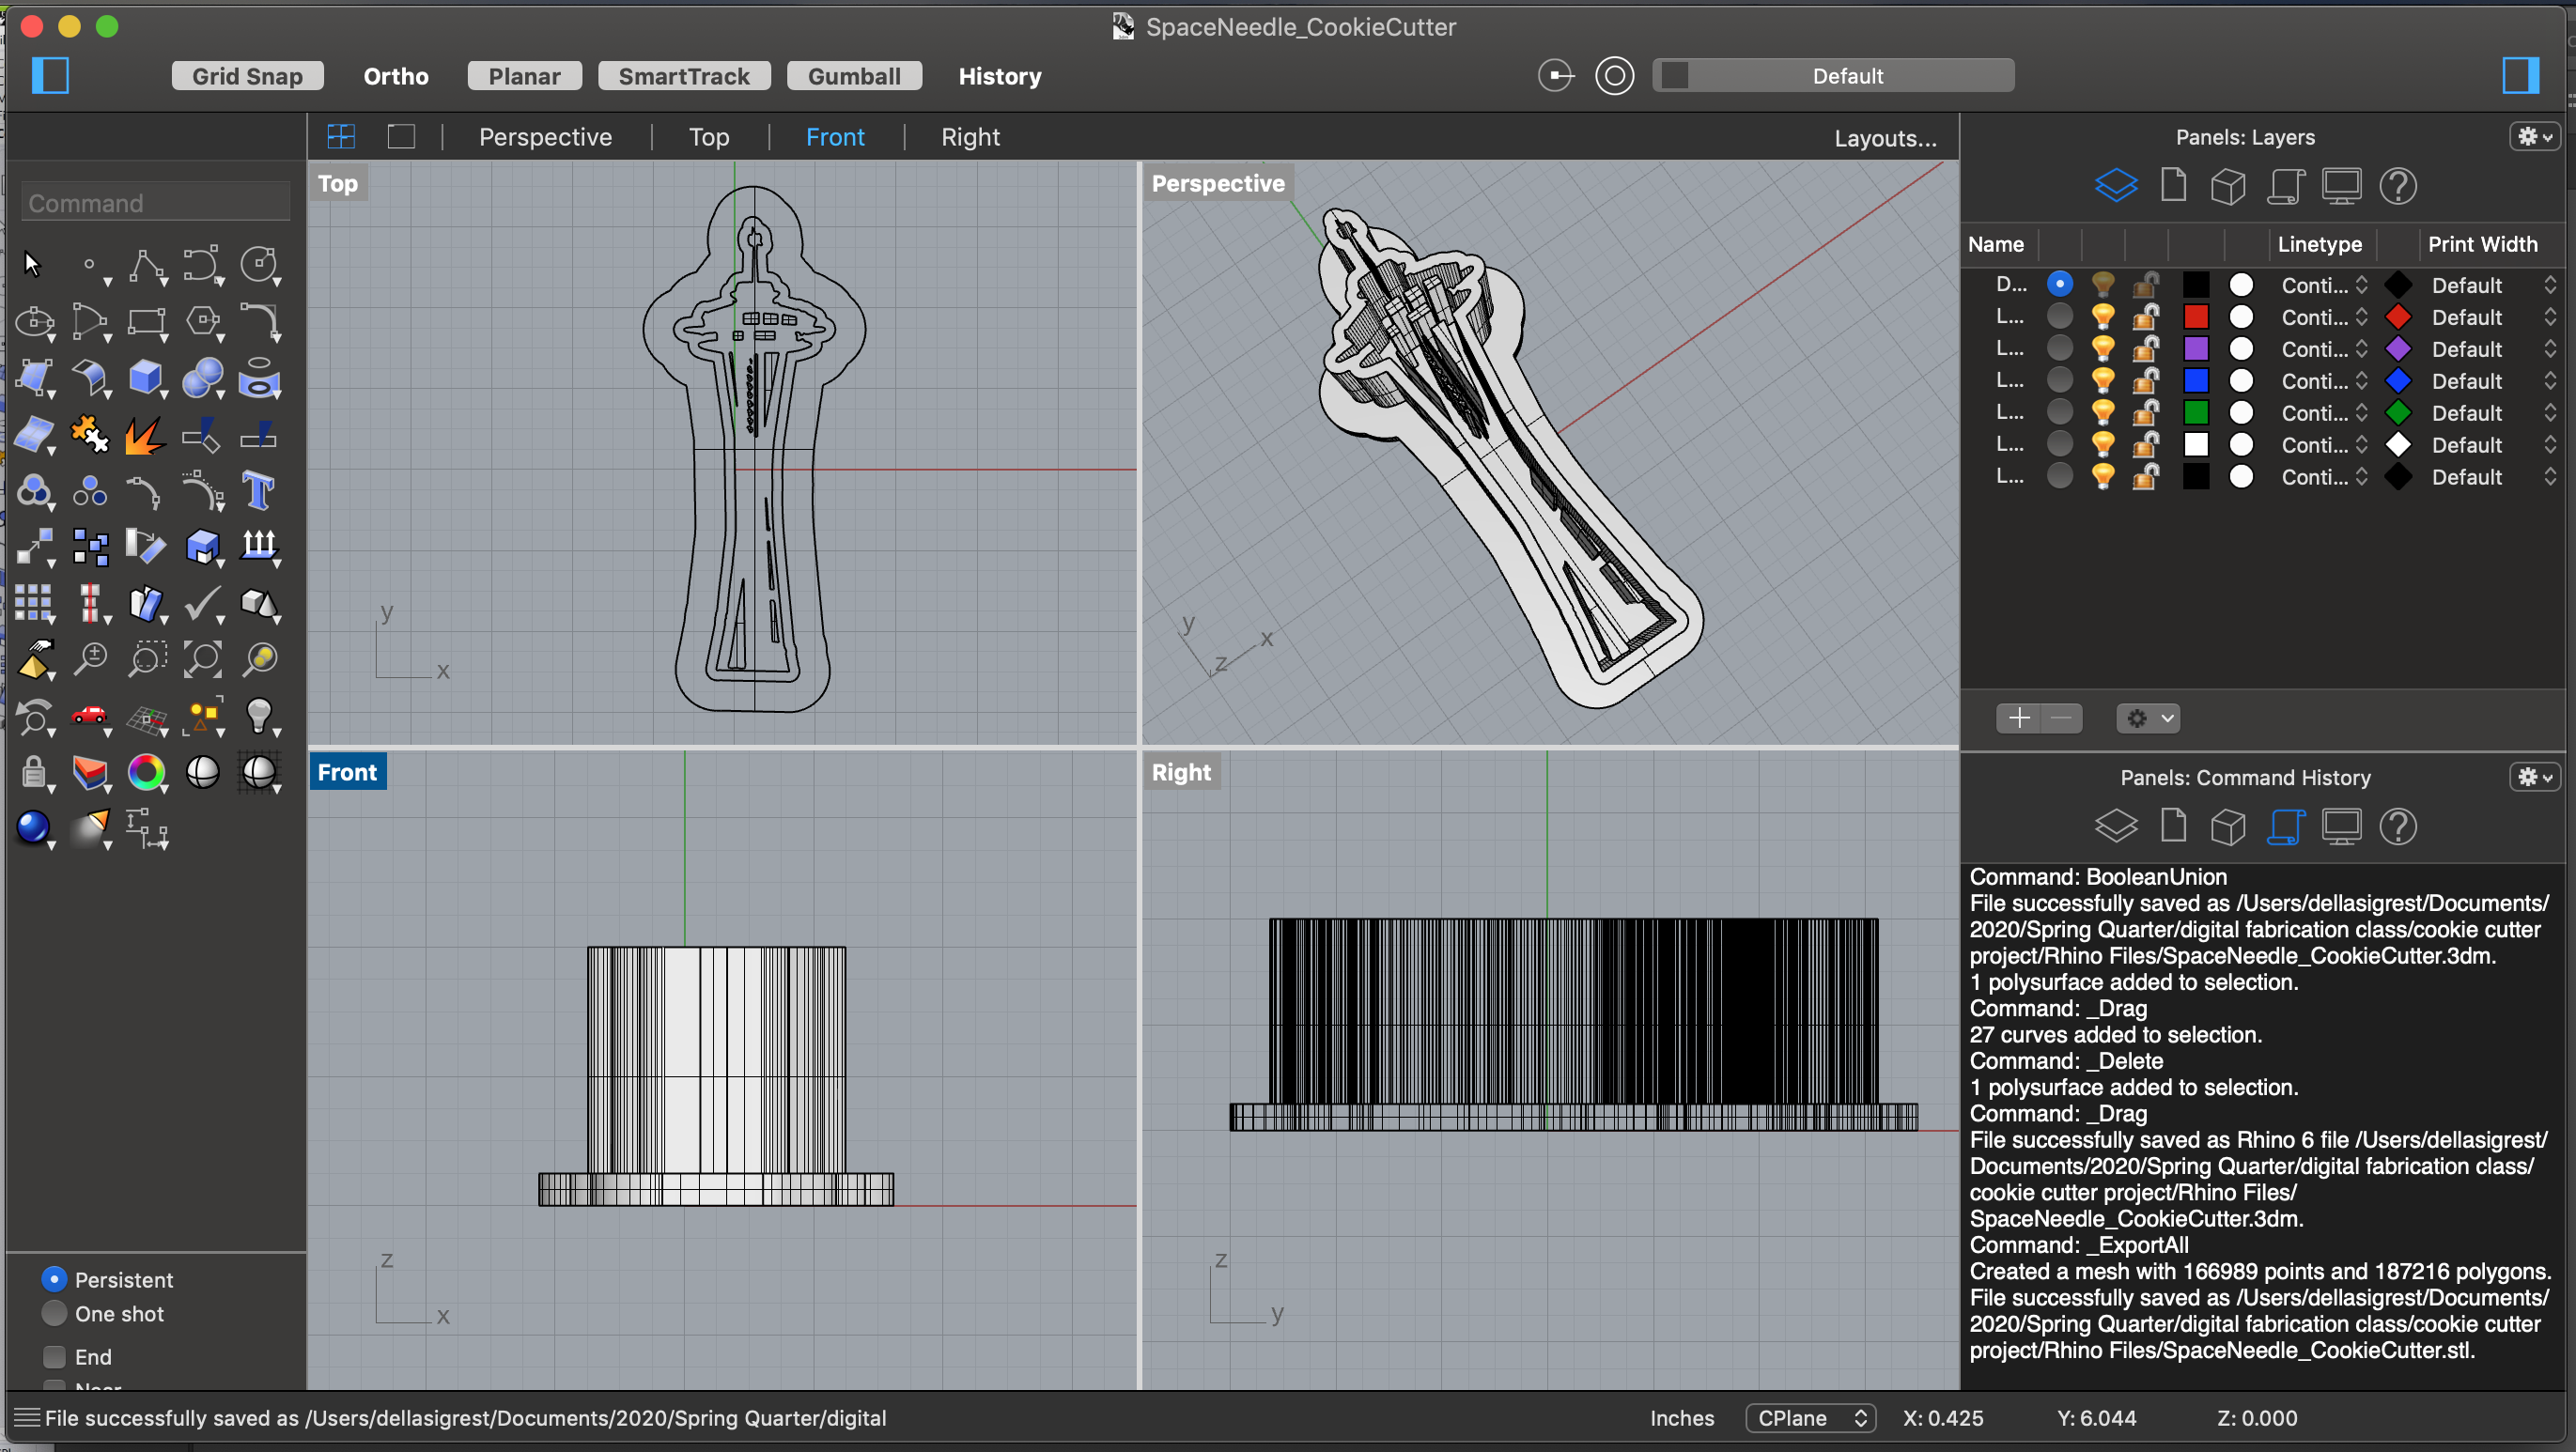 SpaceNeedle_CookieCutter
Grid Snap Ortho Planar SmartTrack Gumball History Default
Perspective Top Front Right Layouts...
Command
Top
y
x
Perspective
y
x
z
Front
z
x
Right
z
y
Panels: Layers
Name Linetype Print Width
D... Conti... Default
L... Conti... Default
L... Conti... Default
L... Conti... Default
L... Conti... Default
L... Conti... Default
L... Conti... Default
Panels: Command History
Command: BooleanUnion
File successfully saved as /Users/dellasigrest/Documents/
2020/Spring Quarter/digital fabrication class/cookie cutter
project/Rhino Files/SpaceNeedle_CookieCutter.3dm.
1 polysurface added to selection.
Command: _Drag
27 curves added to selection.
Command: _Delete
1 polysurface added to selection.
Command: _Drag
File successfully saved as Rhino 6 file /Users/dellasigrest/
Documents/2020/Spring Quarter/digital fabrication class/
cookie cutter project/Rhino Files/
SpaceNeedle_CookieCutter.3dm.
Command: _ExportAll
Created a mesh with 166989 points and 187216 polygons.
File successfully saved as /Users/dellasigrest/Documents/
2020/Spring Quarter/digital fabrication class/cookie cutter
project/Rhino Files/SpaceNeedle_CookieCutter.stl.
Persistent
One shot
End
File successfully saved as /Users/dellasigrest/Documents/2020/Spring Quarter/digital
Inches CPlane X: 0.425 Y: 6.044 Z: 0.000